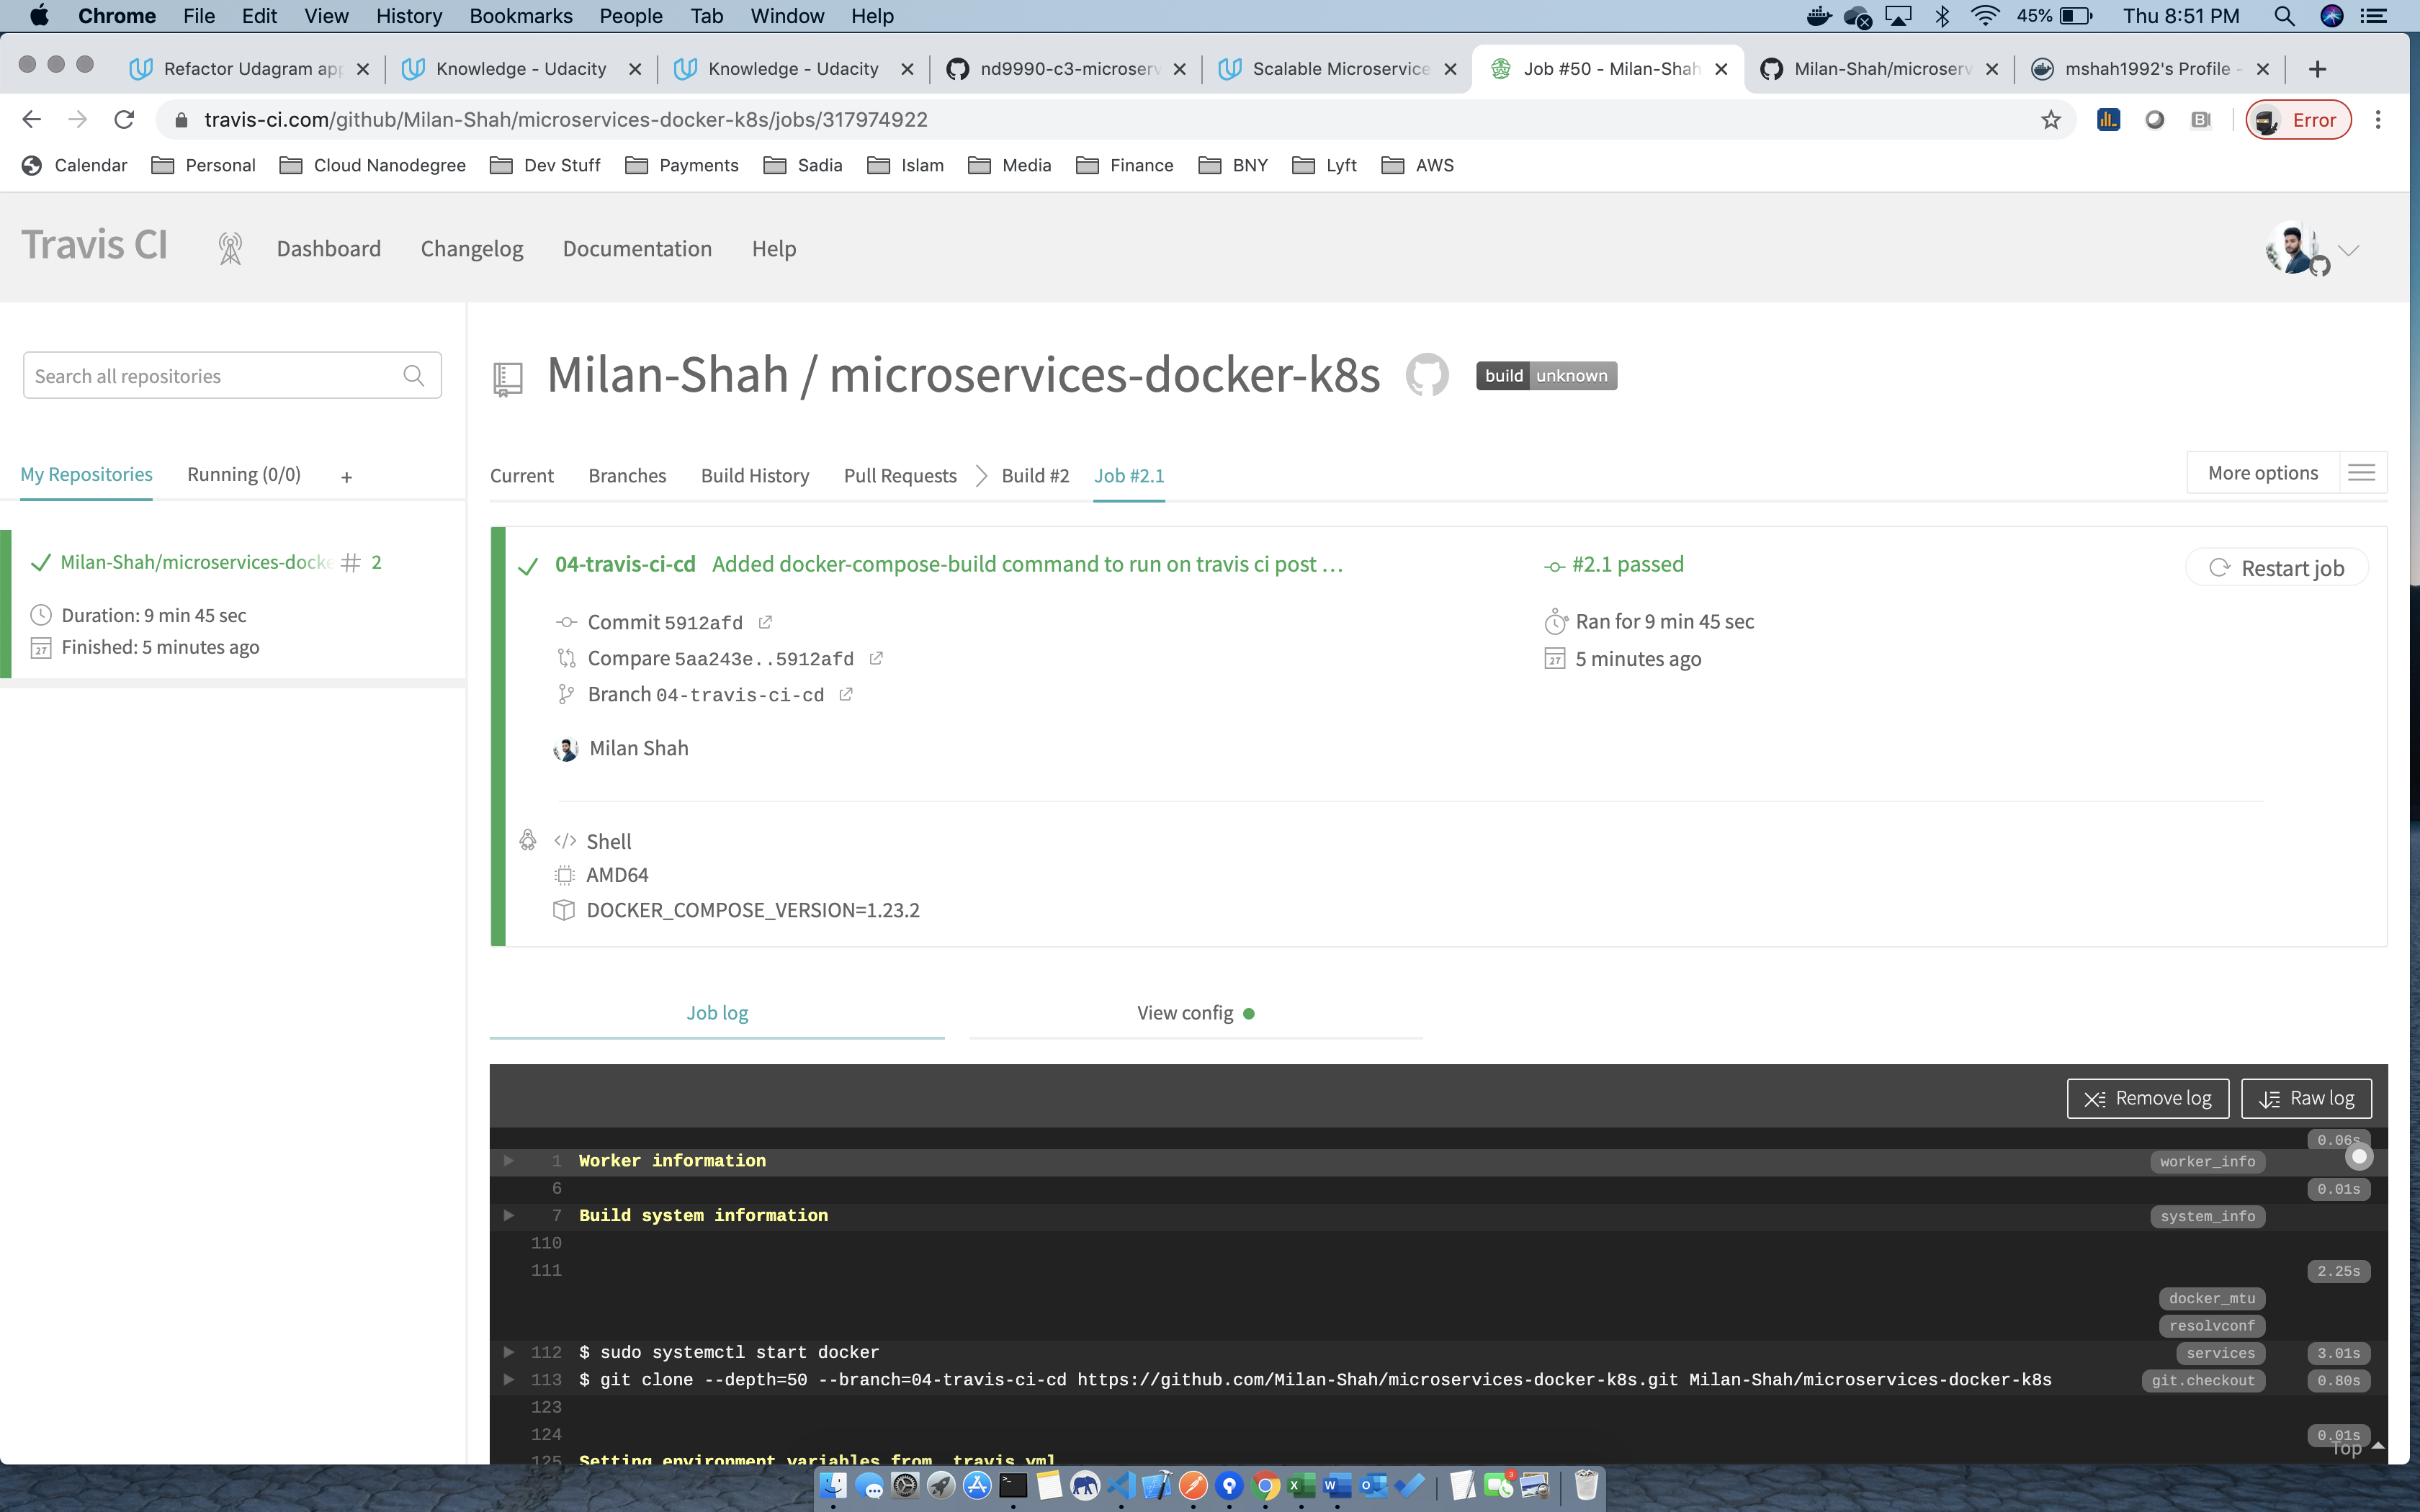 Chrome File Edit View History Bookmarks People Tab Window Help 45% Thu 8:51 PM
Refactor Udagram app Knowledge - Udacity Knowledge - Udacity nd9990-c3-microserv Scalable Microservice Job #50 - Milan-Shah Milan-Shah/microserv mshah1992's Profile -
travis-ci.com/github/Milan-Shah/microservices-docker-k8s/jobs/317974922 Error
Calendar Personal Cloud Nanodegree Dev Stuff Payments Sadia Islam Media Finance BNY Lyft AWS
Travis CI Dashboard Changelog Documentation Help
Search all repositories
Milan-Shah / microservices-docker-k8s build unknown
My Repositories Running (0/0) +
Current Branches Build History Pull Requests Build #2 Job #2.1 More options
Milan-Shah/microservices-docke # 2
Duration: 9 min 45 sec
27 Finished: 5 minutes ago
04-travis-ci-cd Added docker-compose-build command to run on travis ci post … #2.1 passed Restart job
Commit 5912afd Ran for 9 min 45 sec
Compare 5aa243e..5912afd 27 5 minutes ago
Branch 04-travis-ci-cd
Milan Shah
</> Shell
AMD64
DOCKER_COMPOSE_VERSION=1.23.2
Job log View config
Remove log Raw log
0.06s
1 Worker information worker_info
6 0.01s
7 Build system information system_info
110
111 2.25s
docker_mtu
resolvconf
112 $ sudo systemctl start docker services 3.01s
113 $ git clone --depth=50 --branch=04-travis-ci-cd https://github.com/Milan-Shah/microservices-docker-k8s.git Milan-Shah/microservices-docker-k8s git.checkout 0.80s
123
124 0.01s
Top
125 Setting environment variables from .travis.yml
3